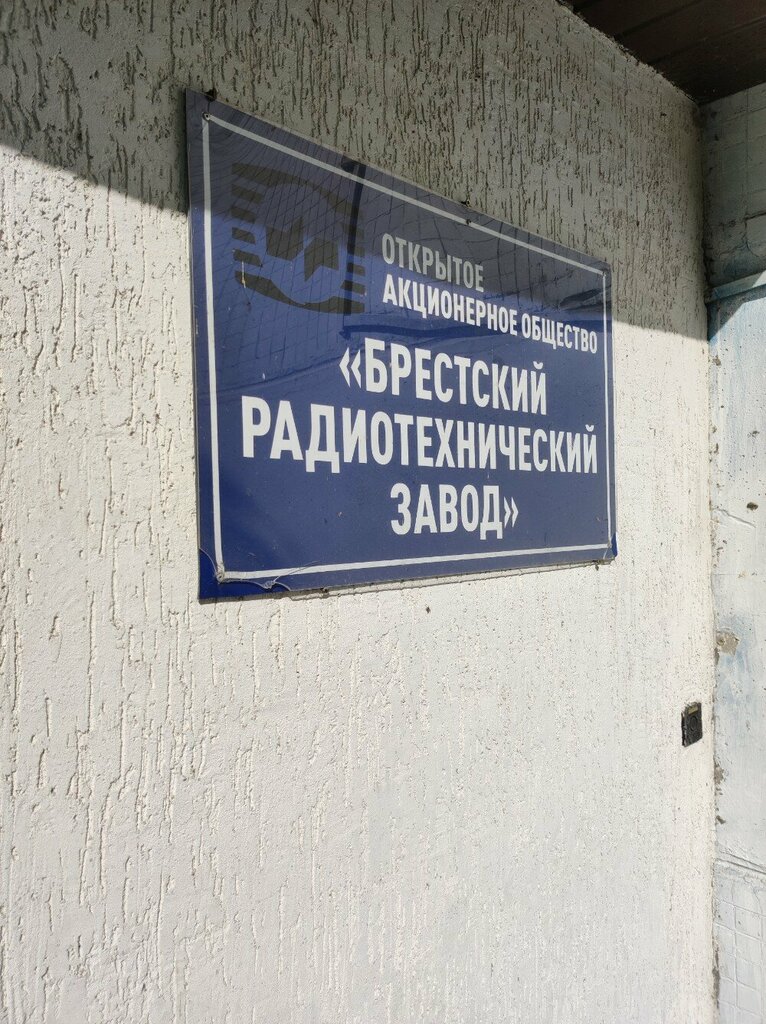 ОТКРЫТОЕ
АКЦИОНЕРНОЕ ОБЩЕСТВО
«БРЕСТСКИЙ
РАДИОТЕХНИЧЕСКИЙ
ЗАВОД»